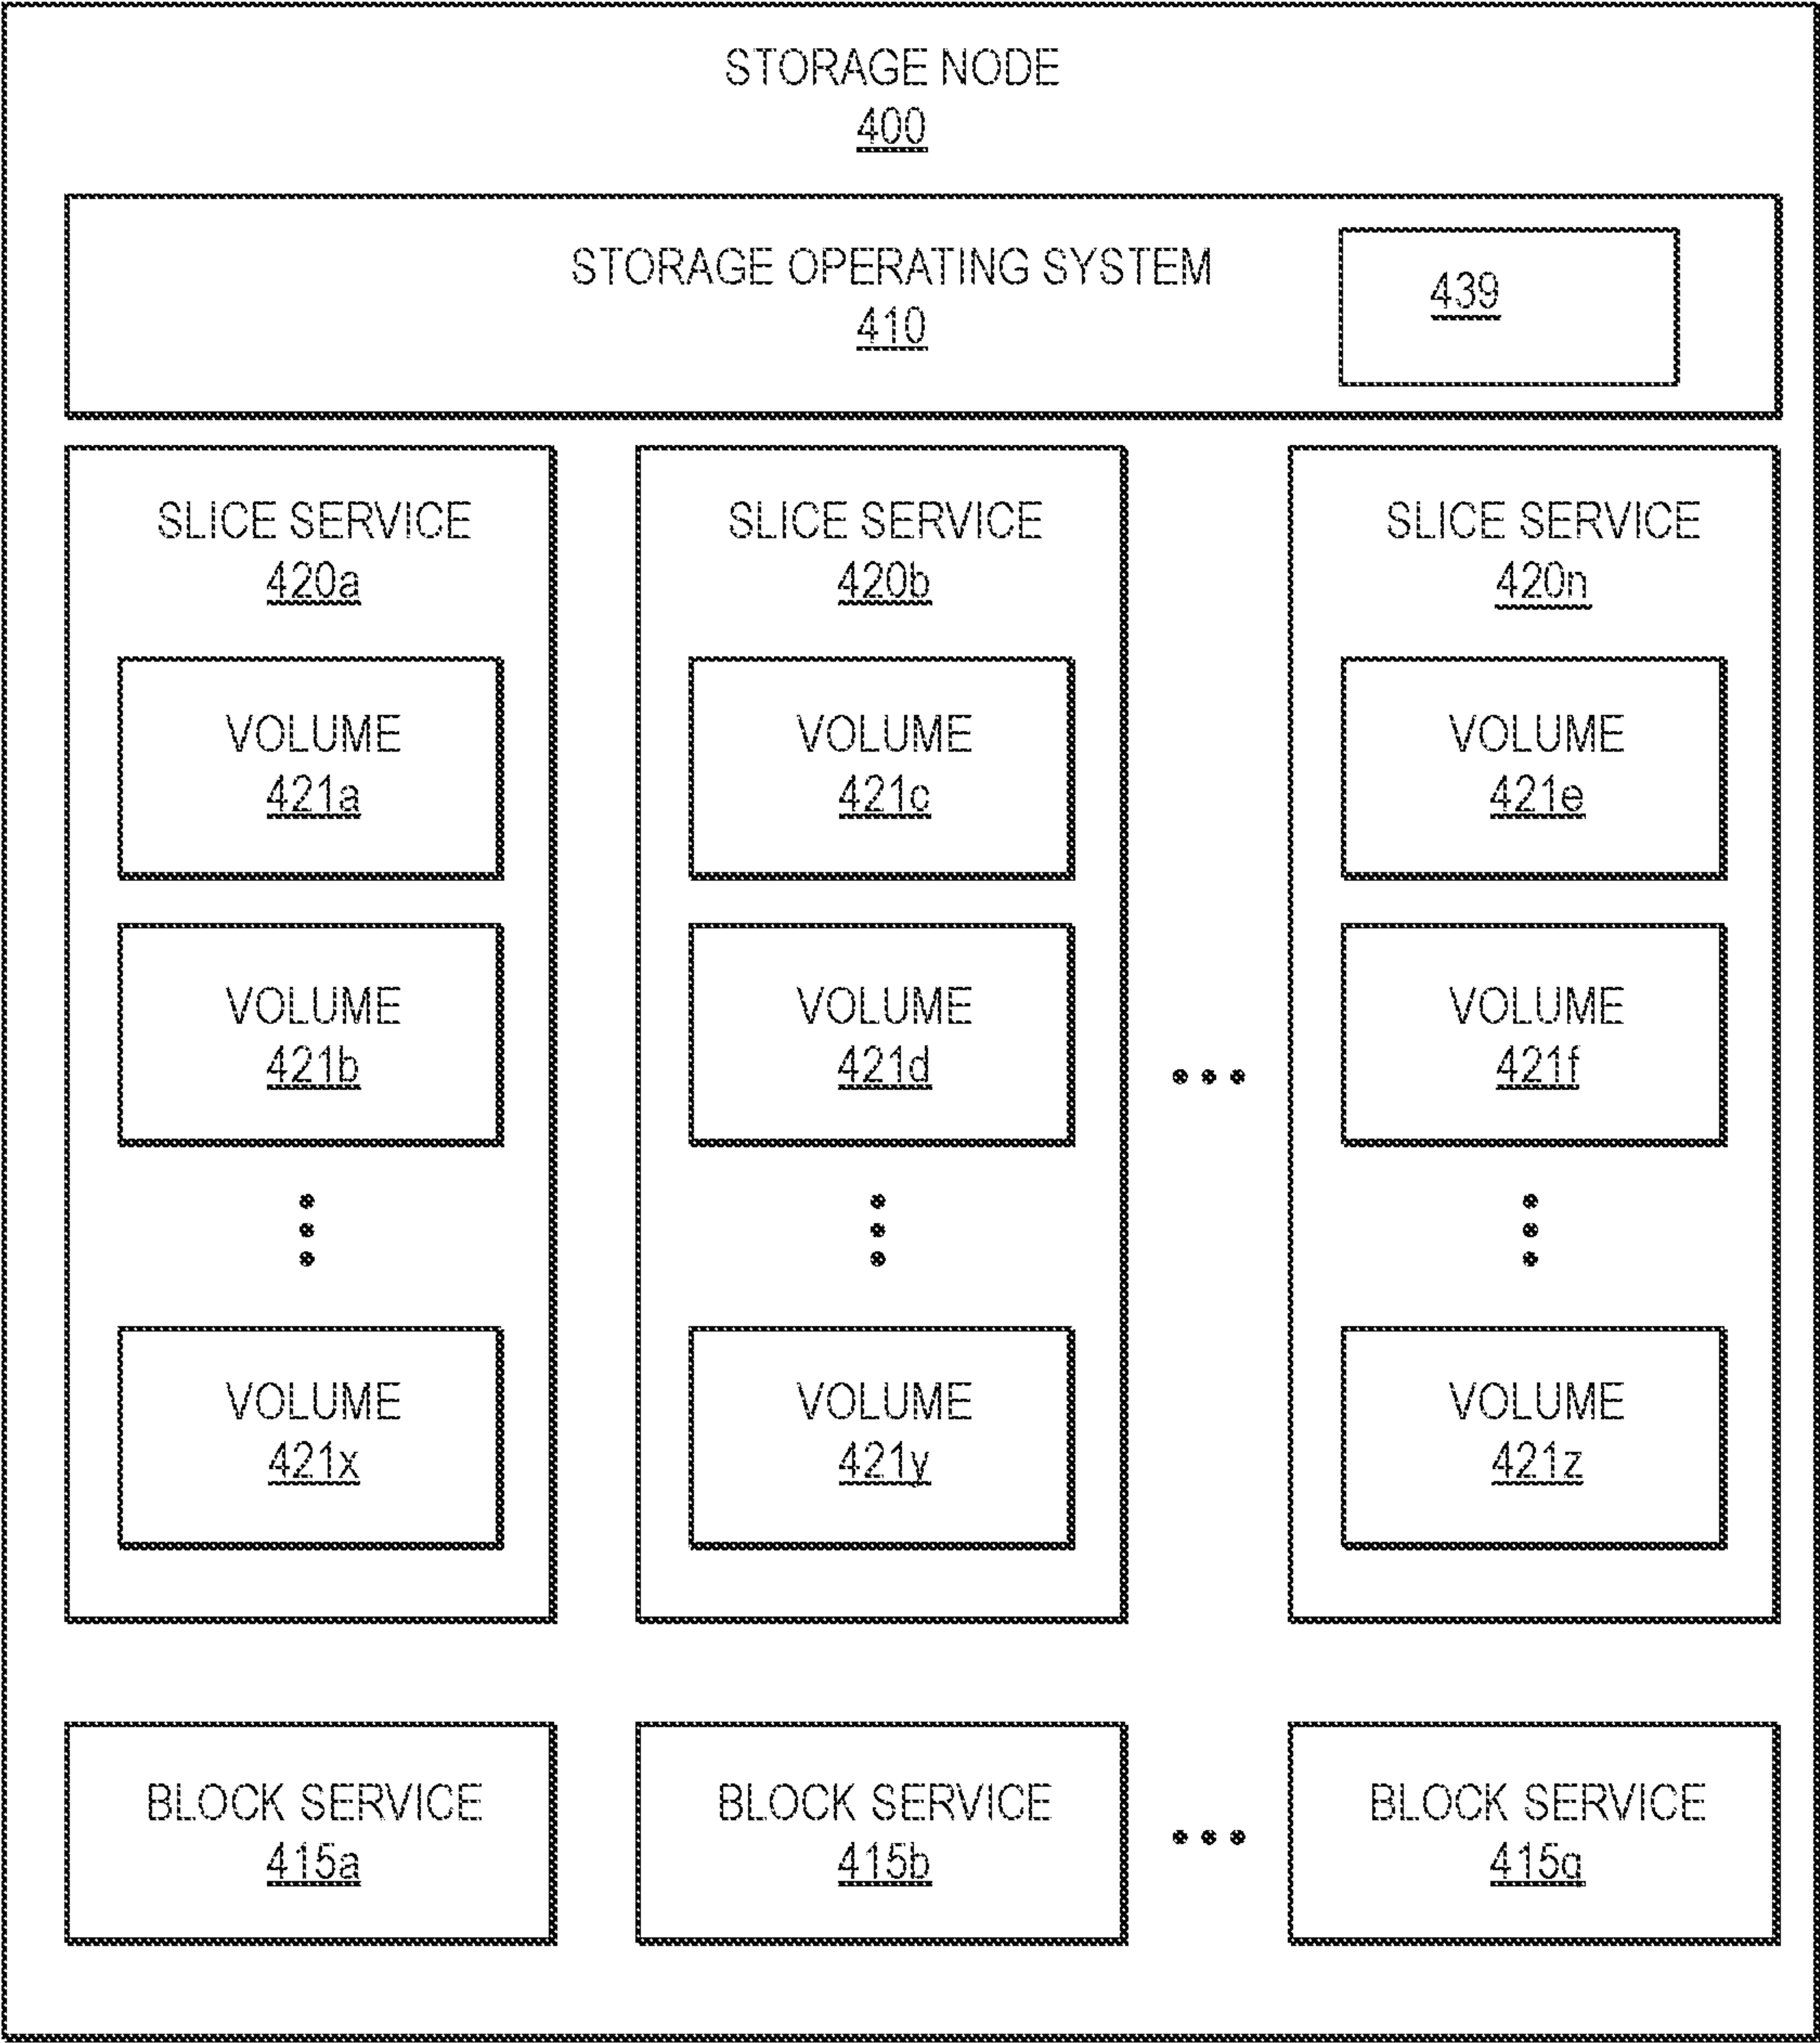 STORAGE NODE
400
STORAGE OPERATING SYSTEM
410
439
SLICE SERVICE
420a
VOLUME
421a
VOLUME
421b
VOLUME
421x
SLICE SERVICE
420b
VOLUME
421c
VOLUME
421d
VOLUME
421y
SLICE SERVICE
420n
VOLUME
421e
VOLUME
421f
VOLUME
421z
BLOCK SERVICE
415a
BLOCK SERVICE
415b
BLOCK SERVICE
415q